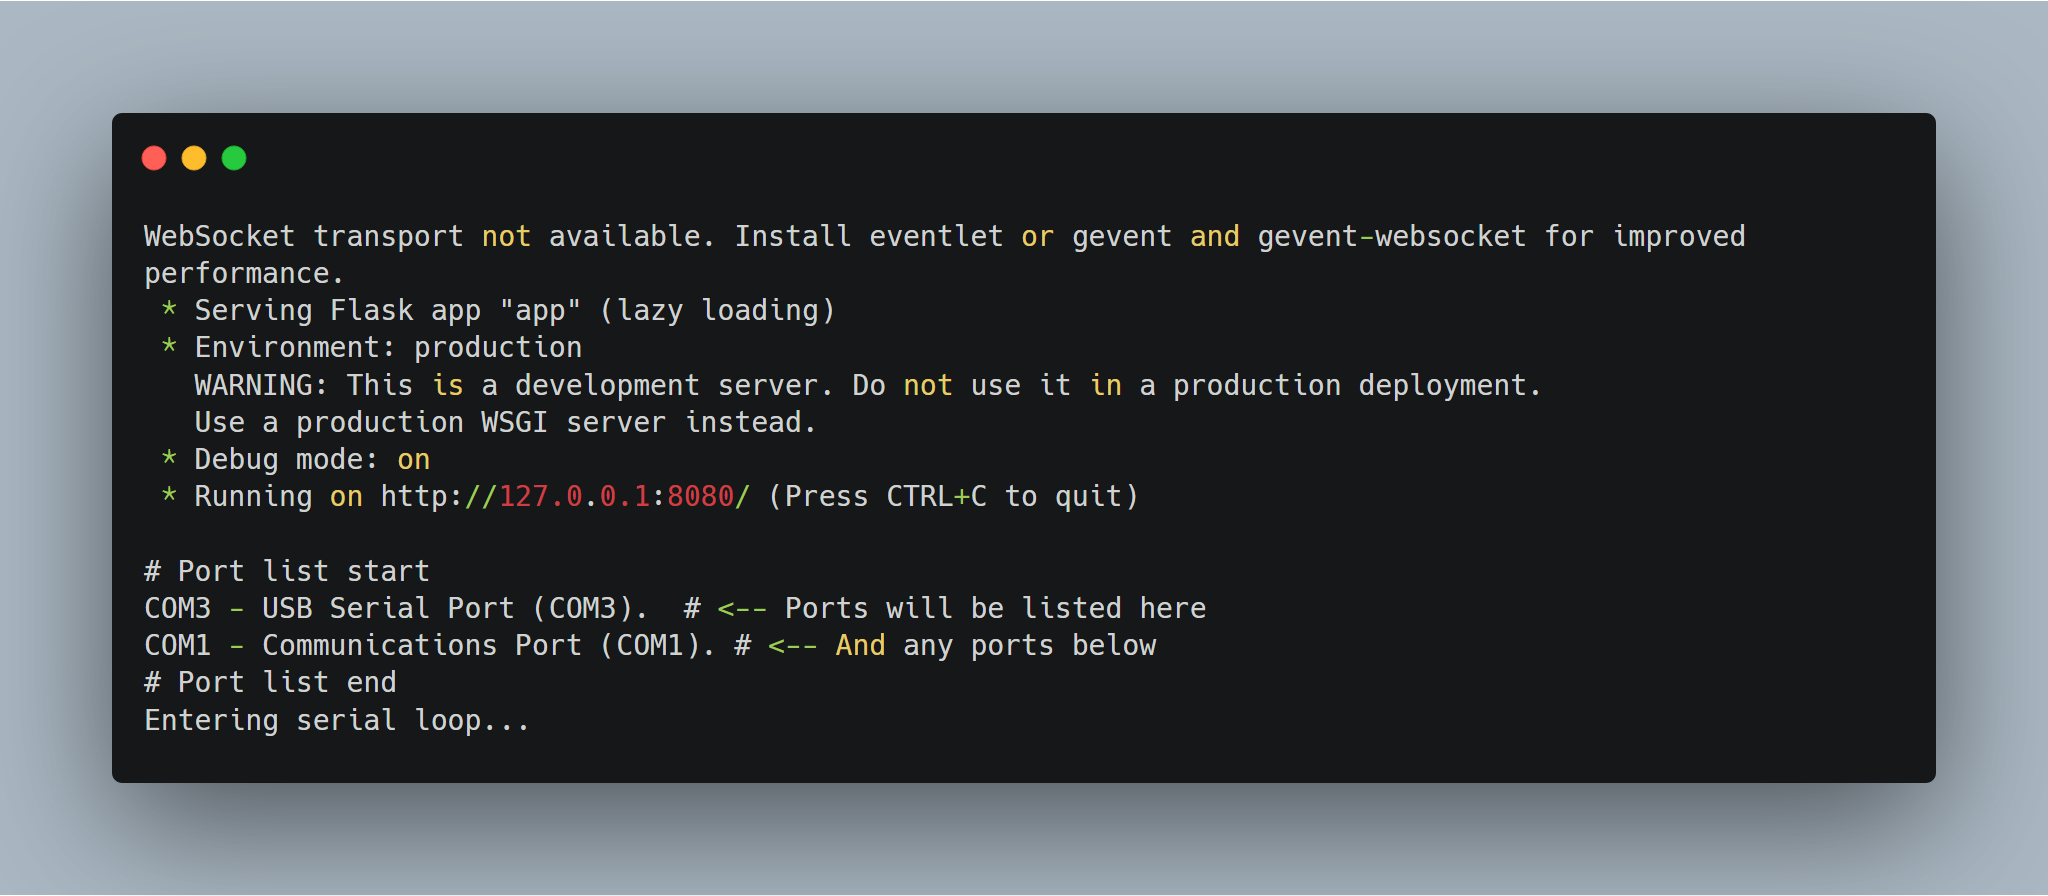 WebSocket transport not available. Install eventlet or gevent and gevent-websocket for improved
performance.
 * Serving Flask app "app" (lazy loading)
 * Environment: production
   WARNING: This is a development server. Do not use it in a production deployment.
   Use a production WSGI server instead.
 * Debug mode: on
 * Running on http://127.0.0.1:8080/ (Press CTRL+C to quit)

# Port list start
COM3 - USB Serial Port (COM3).  # <-- Ports will be listed here
COM1 - Communications Port (COM1). # <-- And any ports below
# Port list end
Entering serial loop...